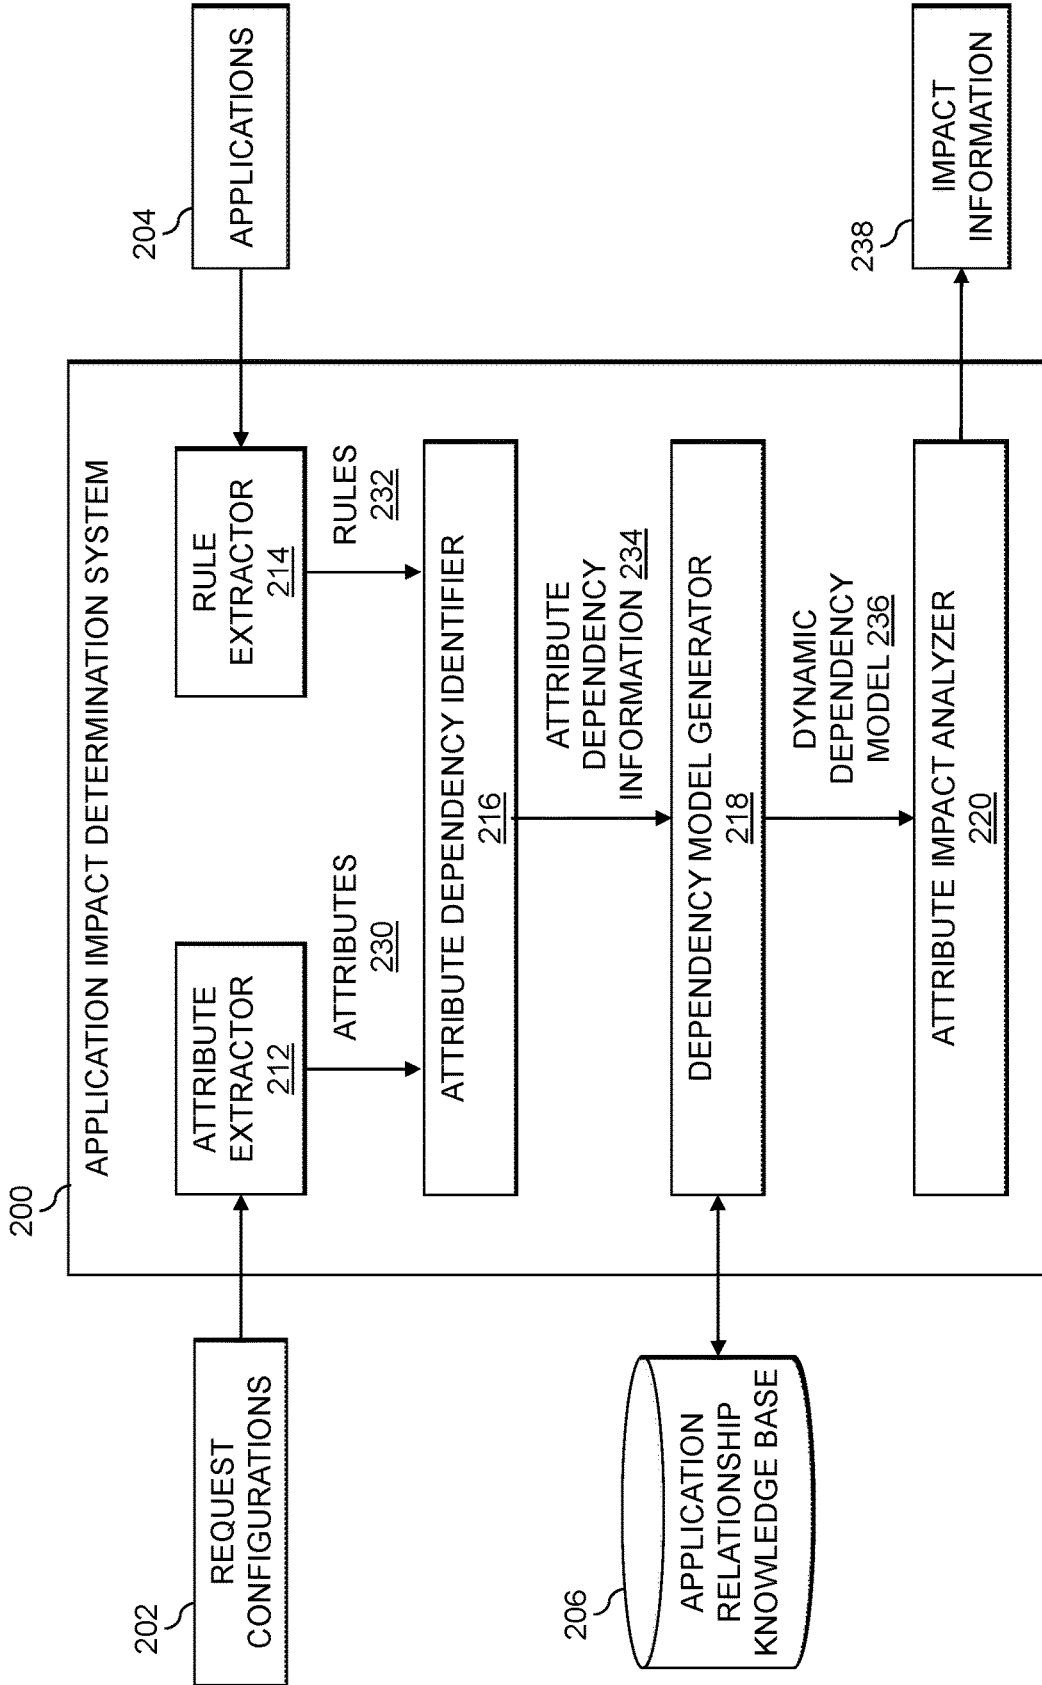 200
APPLICATION IMPACT DETERMINATION SYSTEM
202
REQUEST
CONFIGURATIONS
ATTRIBUTE
EXTRACTOR
212
RULE
EXTRACTOR
214
204
APPLICATIONS
ATTRIBUTES
230
RULES
232
ATTRIBUTE DEPENDENCY IDENTIFIER
216
ATTRIBUTE
DEPENDENCY
INFORMATION 234
206
APPLICATION
RELATIONSHIP
KNOWLEDGE BASE
DEPENDENCY MODEL GENERATOR
218
DYNAMIC
DEPENDENCY
MODEL 236
ATTRIBUTE IMPACT ANALYZER
220
238
IMPACT
INFORMATION